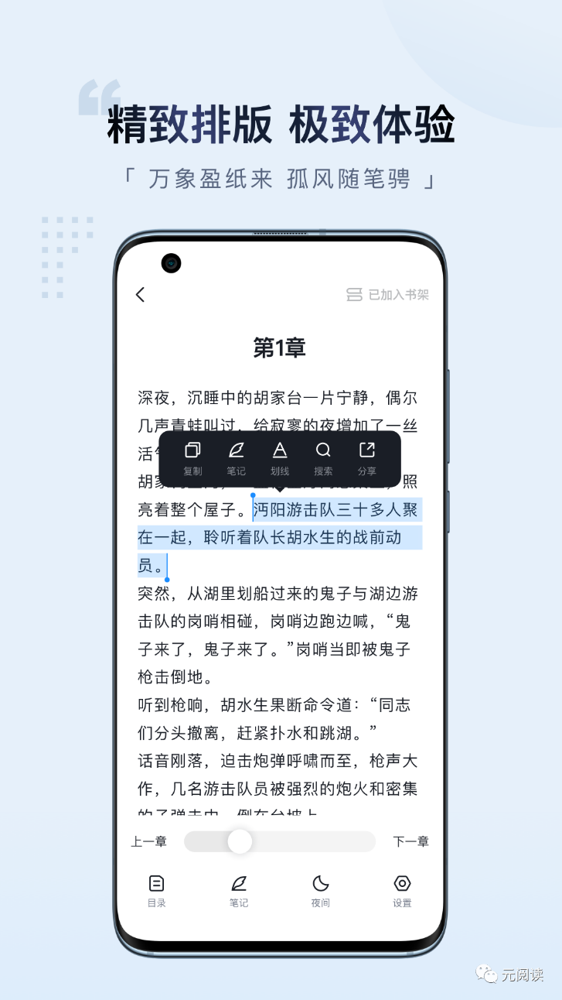 精致排版 极致体验
「 万象盈纸来 孤风随笔骋 」
已加入书架
第1章
深夜，沉睡中的胡家台一片宁静，偶尔
几声青蛙叫过，给寂寥的夜增加了一丝
活
复制 笔记 划线 搜索 分享
胡家
照
亮着整个屋子。沔阳游击队三十多人聚
在一起，聆听着队长胡水生的战前动
员。
突然，从湖里划船过来的鬼子与湖边游
击队的岗哨相碰，岗哨边跑边喊，“鬼
子来了，鬼子来了。”岗哨当即被鬼子
枪击倒地。
听到枪响，胡水生果断命令道：“同志
们分头撤离，赶紧扑水和跳湖。”
话音刚落，迫击炮弹呼啸而至，枪声大
作，几名游击队员被强烈的炮火和密集
的子弹击中，倒在台坡上
上一章 下一章
目录 笔记 夜间 设置
元阅读